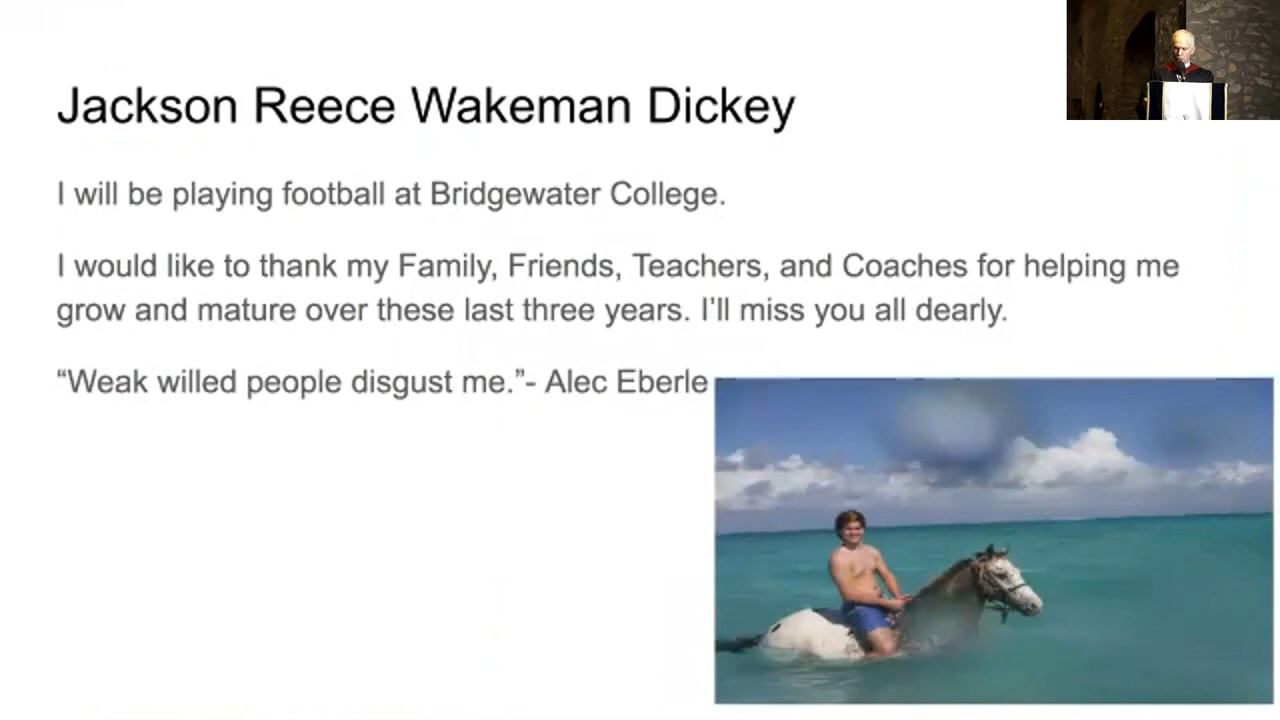 Jackson Reece Wakeman Dickey
I will be playing football at Bridgewater College.
I would like to thank my Family, Friends, Teachers, and Coaches for helping me
grow and mature over these last three years. I’ll miss you all dearly.
“Weak willed people disgust me.”- Alec Eberle